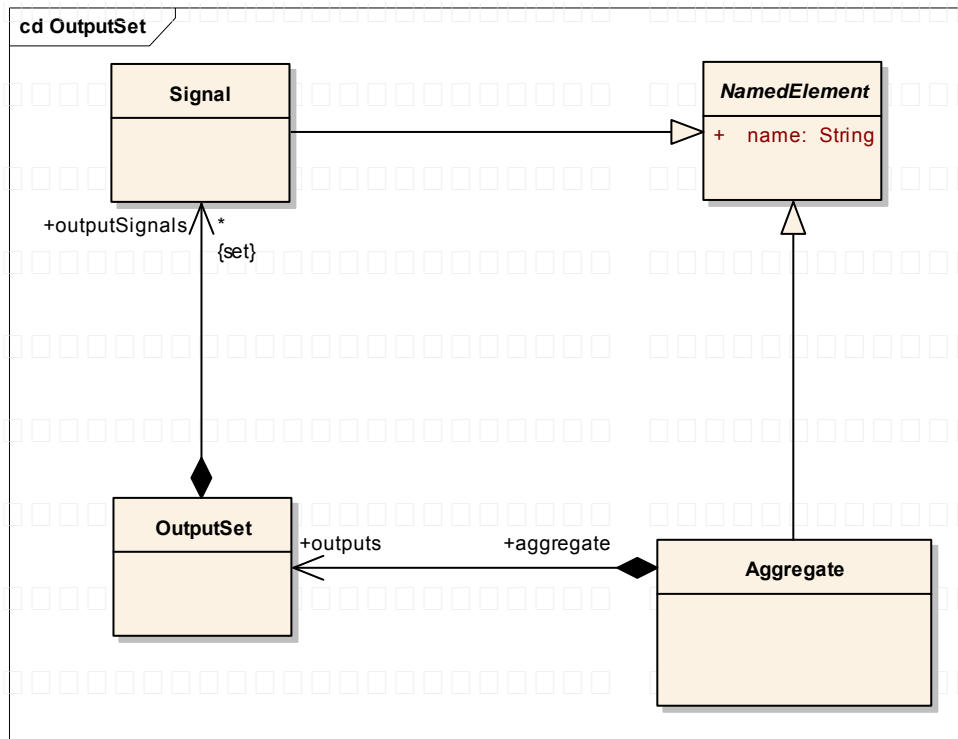 cd OutputSet
Signal
NamedElement
+ name: String
+outputSignals
*
{set}
OutputSet
+outputs
+aggregate
Aggregate